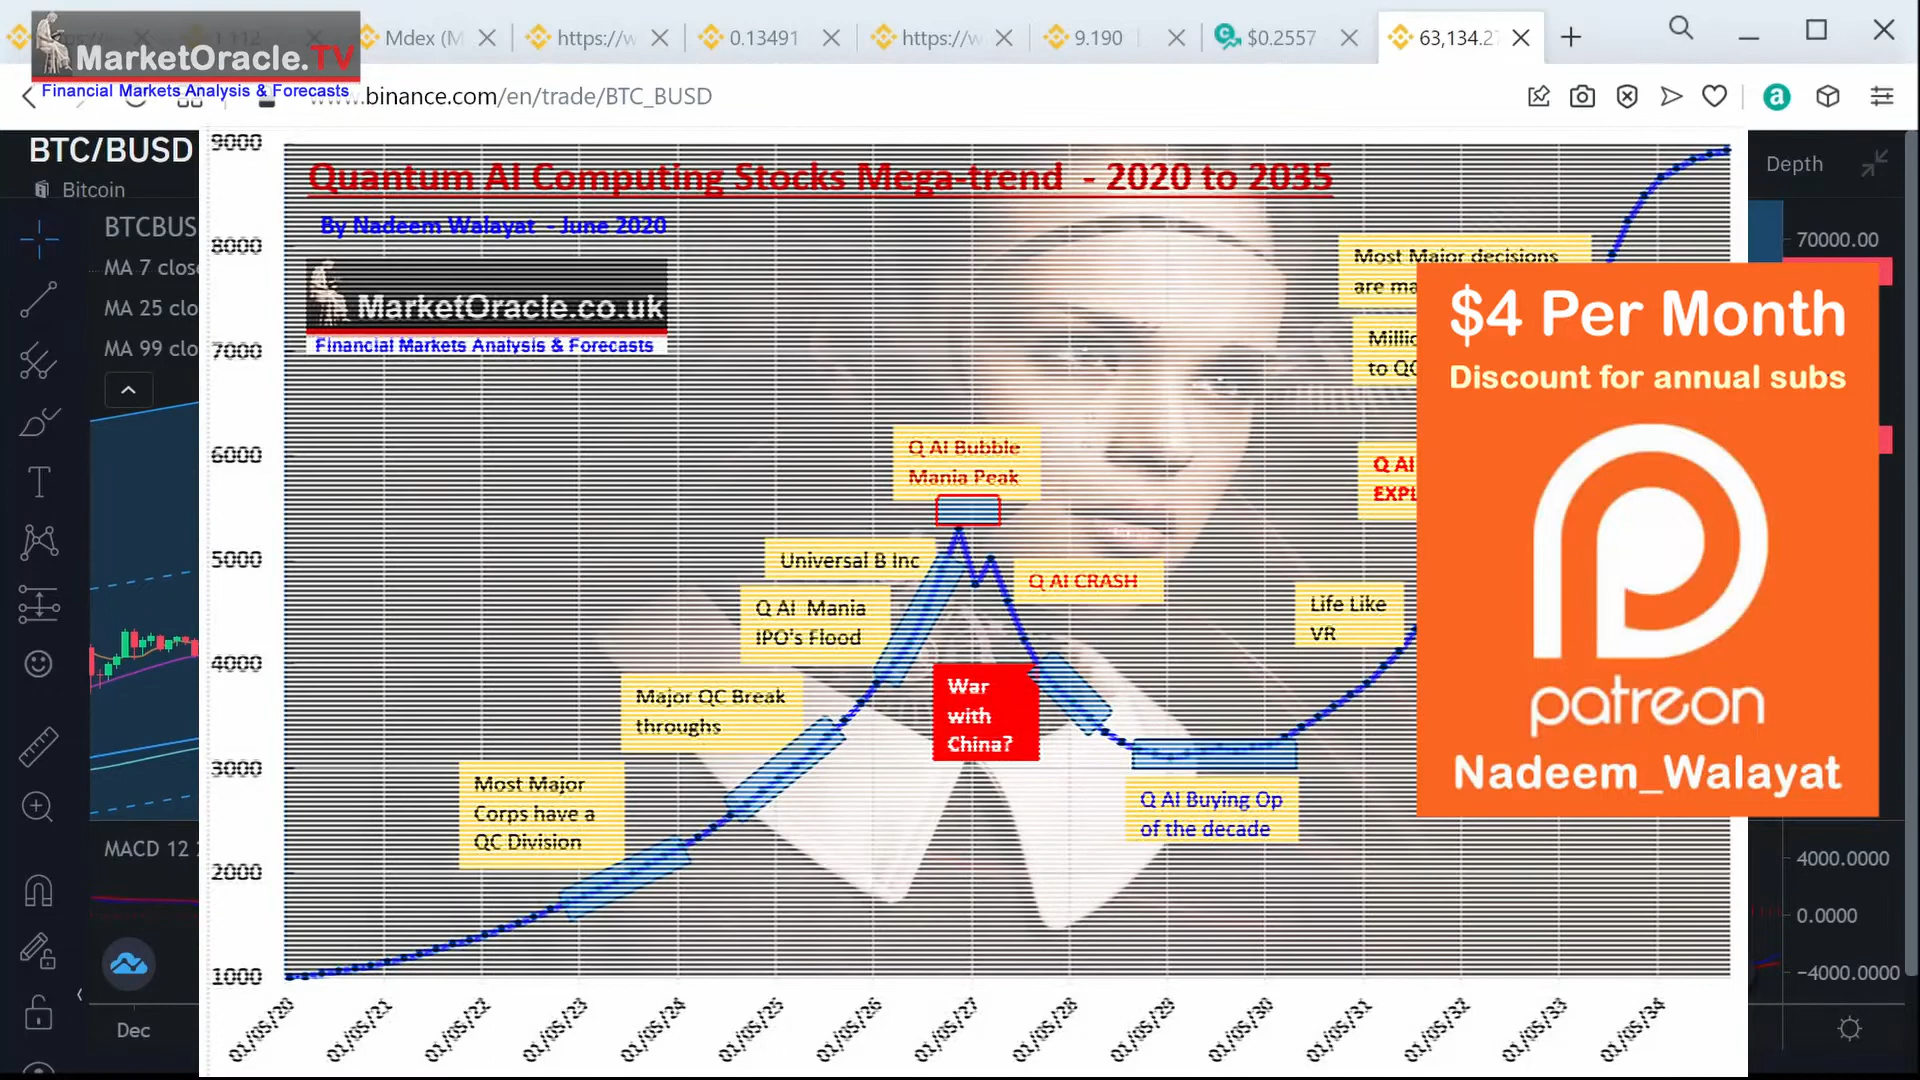 MarketOracle.TV
Financial Markets Analysis & Forecasts
Mdex (M
https://w
0.13491
https://w
9.190
$0.2557
63,134.2
binance.com/en/trade/BTC_BUSD
BTC/BUSD
Bitcoin
BTCBUS
MA 7 close
MA 25 clo
MA 99 clo
MACD 12 2
Dec
Depth
70000.00
4000.0000
0.0000
-4000.0000
Quantum AI Computing Stocks Mega-trend - 2020 to 2035
By Nadeem Walayat - June 2020
MarketOracle.co.uk
Financial Markets Analysis & Forecasts
9000
8000
7000
6000
5000
4000
3000
2000
1000
Most Major decisions
are ma
Millio
to QC
Q AI
EXPL
Q AI Bubble
Mania Peak
Universal B Inc
Q AI CRASH
Q AI Mania
IPO's Flood
Life Like
VR
Major QC Break
throughs
War
with
China?
Most Major
Corps have a
QC Division
Q AI Buying Op
of the decade
01/05/20
01/05/21
01/05/22
01/05/23
01/05/24
01/05/25
01/05/26
01/05/27
01/05/28
01/05/29
01/05/30
01/05/31
01/05/32
01/05/33
01/05/34
$4 Per Month
Discount for annual subs
patreon
Nadeem_Walayat